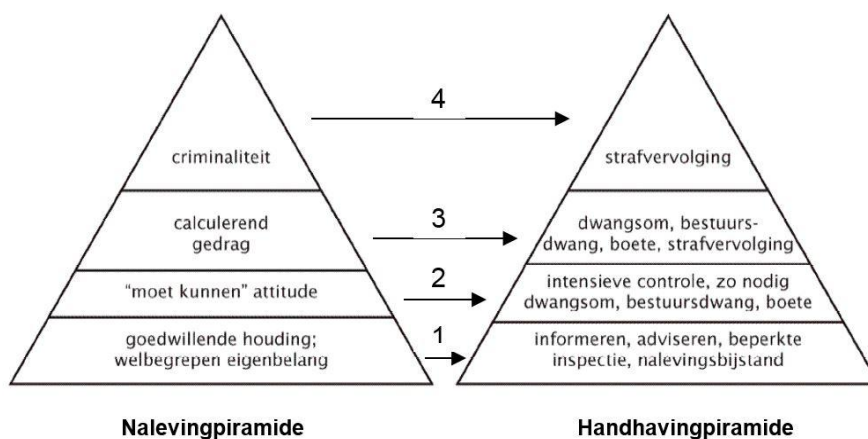 4
criminaliteit
strafvervolging
calculerend
gedrag
3
dwangsom, bestuurs-
dwang, boete, strafvervolging
"moet kunnen" attitude
2
intensieve controle, zo nodig
dwangsom, bestuursdwang, boete
goedwillende houding;
welbegrepen eigenbelang
1
informeren, adviseren, beperkte
inspectie, nalevingsbijstand
Nalevingpiramide
Handhavingpiramide